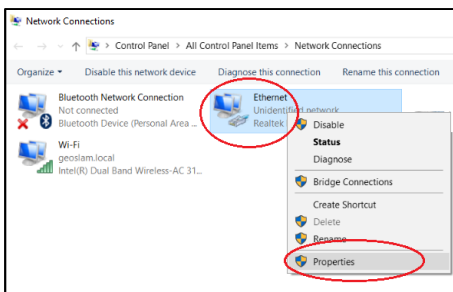 Network Connections
Control Panel > All Control Panel Items > Network Connections
Organize Disable this network device Diagnose this connection Rename this connection
Bluetooth Network Connection
Not connected
Bluetooth Device (Personal Area ...
Ethernet
Unidentified network
Realtek
Wi-Fi
geoslam.local
Intel(R) Dual Band Wireless-AC 31...
Disable
Status
Diagnose
Bridge Connections
Create Shortcut
Delete
Rename
Properties